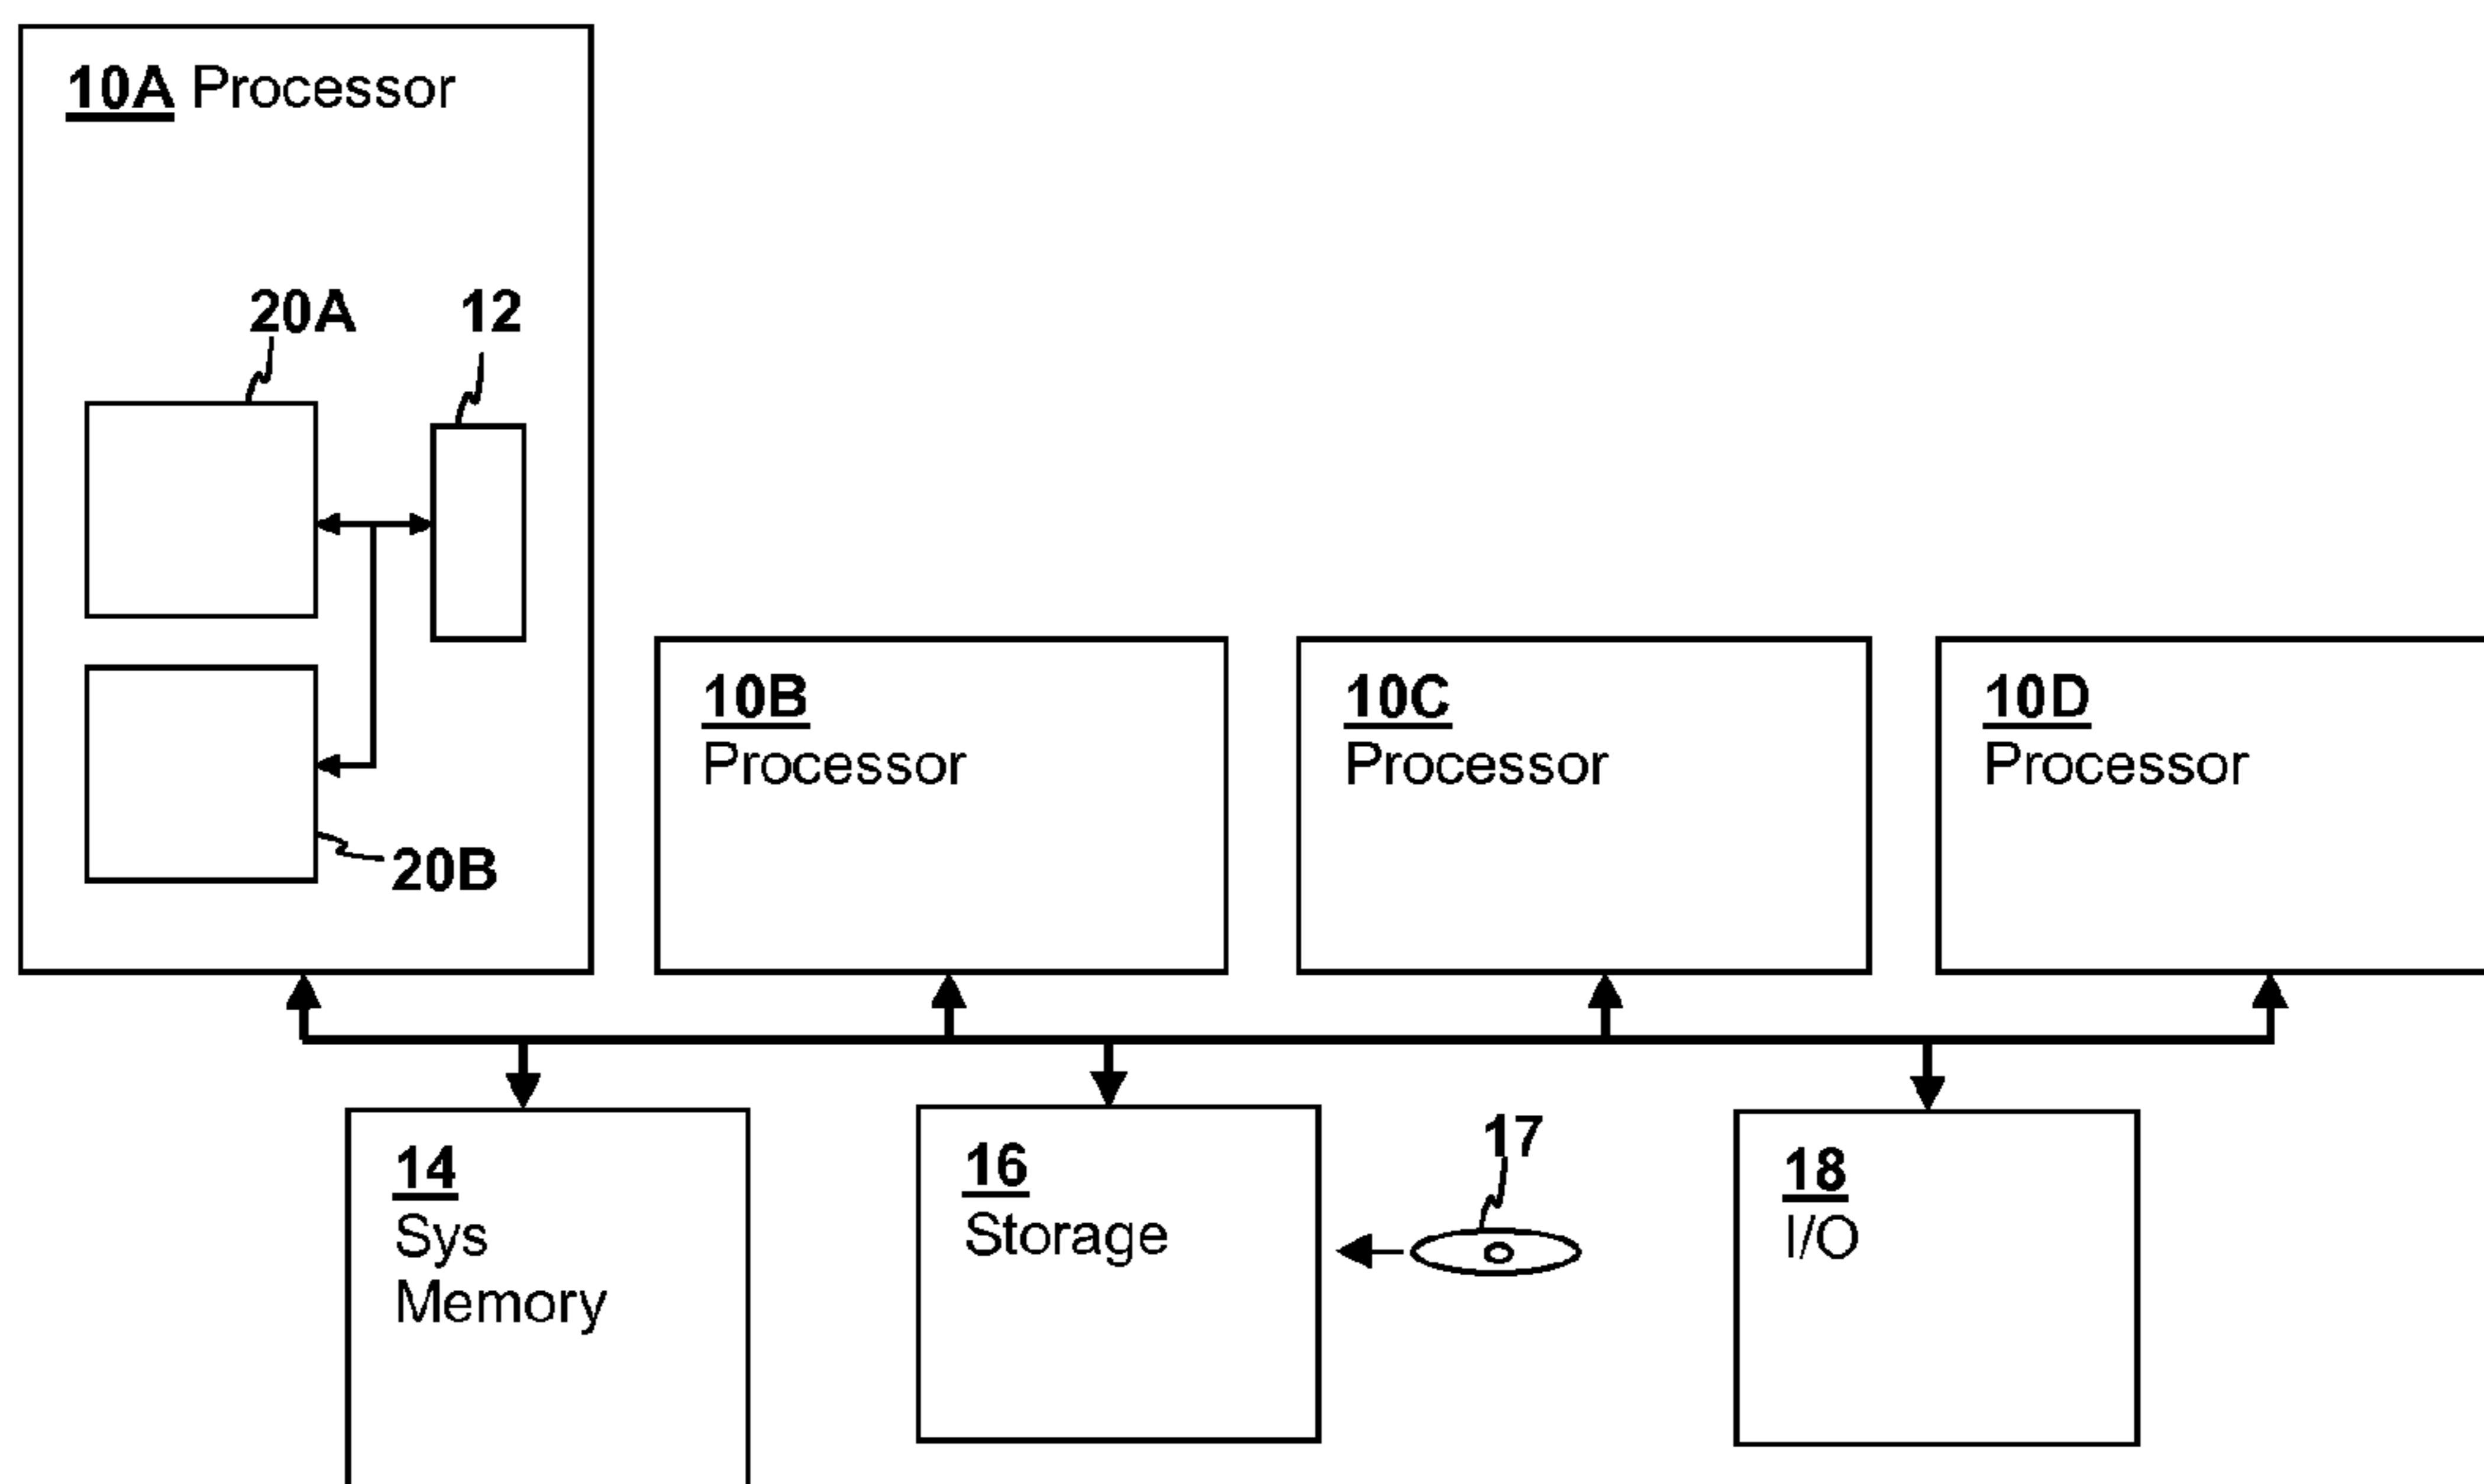 10A Processor
20A
12
20B
10B
Processor
10C
Processor
10D
Processor
14
Sys
Memory
16
Storage
17
18
I/O